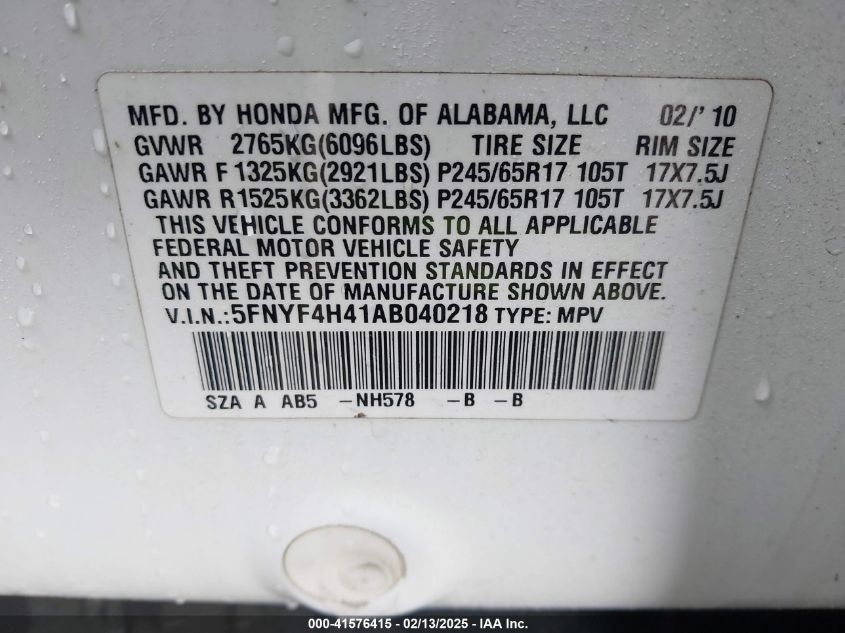 MFD. BY HONDA MFG. OF ALABAMA, LLC 02/' 10
GVWR 2765KG(6096LBS) TIRE SIZE RIM SIZE
GAWR F 1325KG(2921LBS) P245/65R17 105T 17X7.5J
GAWR R1525KG(3362LBS) P245/65R17 105T 17X7.5J
THIS VEHICLE CONFORMS TO ALL APPLICABLE
FEDERAL MOTOR VEHICLE SAFETY
AND THEFT PREVENTION STANDARDS IN EFFECT
ON THE DATE OF MANUFACTURE SHOWN ABOVE.
V.I.N.:5FNYF4H41AB040218 TYPE: MPV
SZA A AB5 -NH578 -B -B
000-41576415 - 02/13/2025 - IAA Inc.